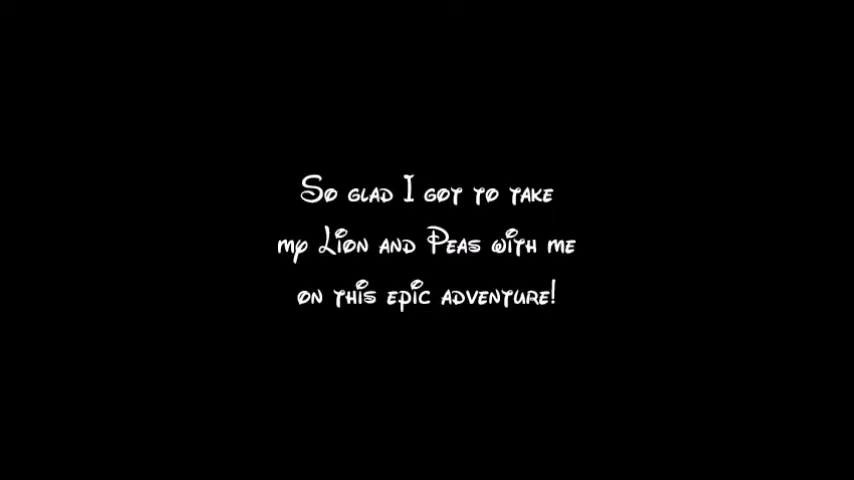 So glad I got to take
my Lion and Peas with me
on this epic adventure!